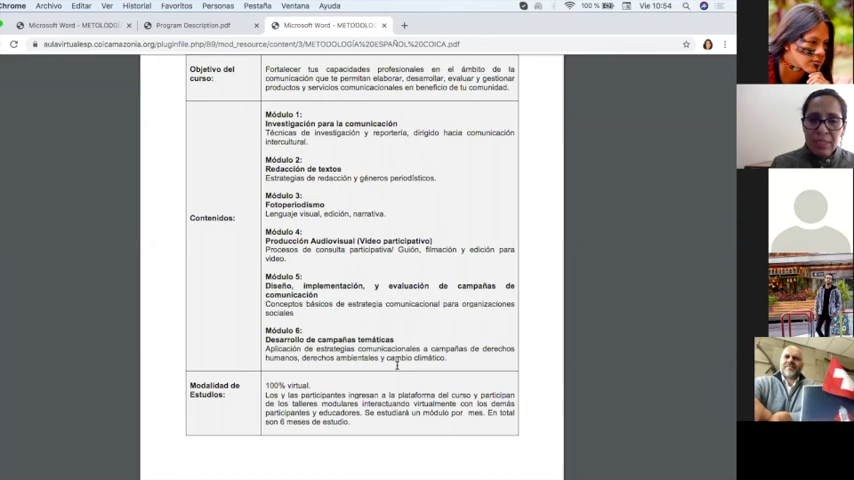 Chrome Archivo Editar Ver Historial Favoritos Personas Pestaña Ventana Ayuda 100 % Vie 10:54
Microsoft Word - METOLODGÍ × Program Description.pdf × Microsoft Word - METODOLO × +
aulavirtualesp.coicamazonia.org/pluginfile.php/89/mod_resource/content/3/METODOLOGÍA%20ESPAÑOL%20COICA.pdf
Objetivo del curso:
Fortalecer tus capacidades profesionales en el ámbito de la
comunicación que te permitan elaborar, desarrollar, evaluar y gestionar
productos y servicios comunicacionales en beneficio de tu comunidad.
Contenidos:
Módulo 1:
Investigación para la comunicación
Técnicas de investigación y reportería, dirigido hacia comunicación
intercultural.
Módulo 2:
Redacción de textos
Estrategias de redacción y géneros periodísticos.
Módulo 3:
Fotoperiodismo
Lenguaje visual, edición, narrativa.
Módulo 4:
Producción Audiovisual (Video participativo)
Procesos de consulta participativa/ Guión, filmación y edición para
video.
Módulo 5:
Diseño, implementación, y evaluación de campañas de
comunicación
Conceptos básicos de estrategia comunicacional para organizaciones
sociales
Módulo 6:
Desarrollo de campañas temáticas
Aplicación de estrategias comunicacionales a campañas de derechos
humanos, derechos ambientales y cambio climático.
Modalidad de
Estudios:
100% virtual.
Los y las participantes ingresan a la plataforma del curso y participan
de los talleres modulares interactuando virtualmente con los demás
participantes y educadores. Se estudiará un módulo por mes. En total
son 6 meses de estudio.